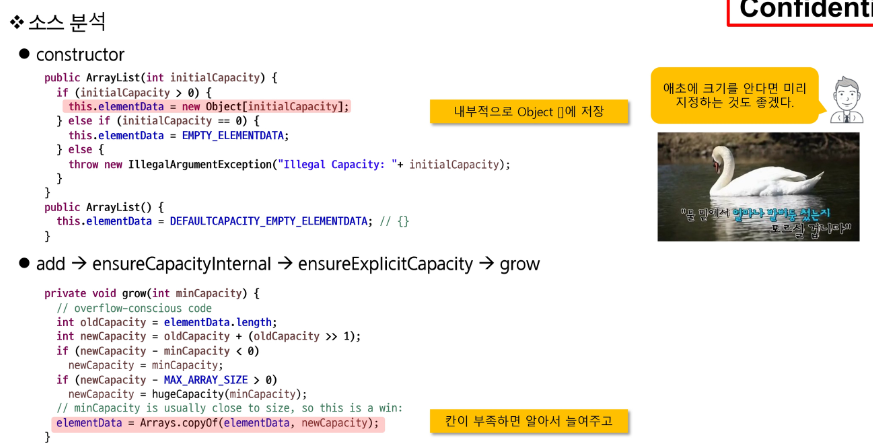 Confidenti
❖ 소스 분석
● constructor
public ArrayList(int initialCapacity) {
if (initialCapacity > 0) {
this.elementData = new Object[initialCapacity];
} else if (initialCapacity == 0) {
this.elementData = EMPTY_ELEMENTDATA;
} else {
throw new IllegalArgumentException("Illegal Capacity: "+ initialCapacity);
}
}
public ArrayList() {
this.elementData = DEFAULTCAPACITY_EMPTY_ELEMENTDATA; // {}
}
내부적으로 Object []에 저장
애초에 크기를 안다면 미리
지정하는 것도 좋겠다.
"물 밑에서 얼마나 발버둥 쳤는지
모르실 겁니다"
● add → ensureCapacityInternal → ensureExplicitCapacity → grow
private void grow(int minCapacity) {
// overflow-conscious code
int oldCapacity = elementData.length;
int newCapacity = oldCapacity + (oldCapacity >> 1);
if (newCapacity - minCapacity < 0)
newCapacity = minCapacity;
if (newCapacity - MAX_ARRAY_SIZE > 0)
newCapacity = hugeCapacity(minCapacity);
// minCapacity is usually close to size, so this is a win:
elementData = Arrays.copyOf(elementData, newCapacity);
}
칸이 부족하면 알아서 늘여주고